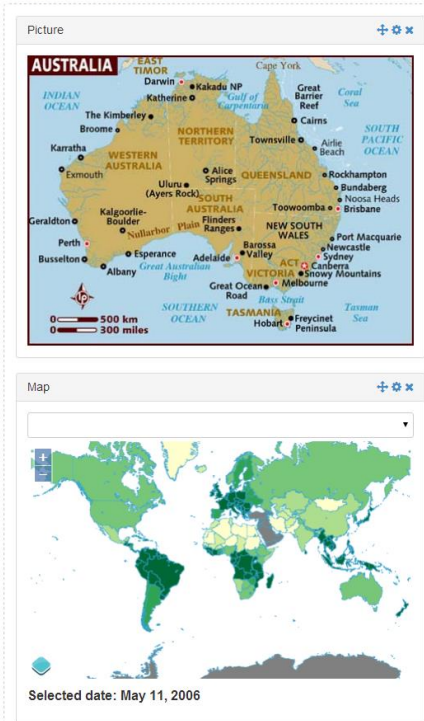 Picture
AUSTRALIA
EAST
TIMOR
Cape York
Darwin
Kakadu NP
INDIAN
OCEAN
Katherine
Gulf of
Carpentaria
Great
Barrier
Reef
Coral
Sea
The Kimberley
Cairns
Broome
NORTHERN
TERRITORY
SOUTH
PACIFIC
OCEAN
Karratha
Townsville
Airlie
Beach
WESTERN
AUSTRALIA
Exmouth
Alice
Springs
QUEENSLAND
Rockhampton
Uluru
(Ayers Rock)
Bundaberg
SOUTH
AUSTRALIA
Noosa Heads
Toowoomba
Brisbane
Geraldton
Kalgoorlie-
Boulder
Flinders
Ranges
NEW SOUTH
WALES
Nullarbor Plain
Port Macquarie
Perth
Barossa
Valley
Newcastle
Sydney
Busselton
Esperance
Adelaide
ACT
Canberra
Albany
Great Australian
Bight
VICTORIA
Snowy Mountains
Great Ocean
Road
Melbourne
SOUTHERN
OCEAN
Bass Strait
TASMANIA
Tasman
Sea
Hobart
Freycinet
Peninsula
0 500 km
0 300 miles
Map
+
−
Selected date: May 11, 2006